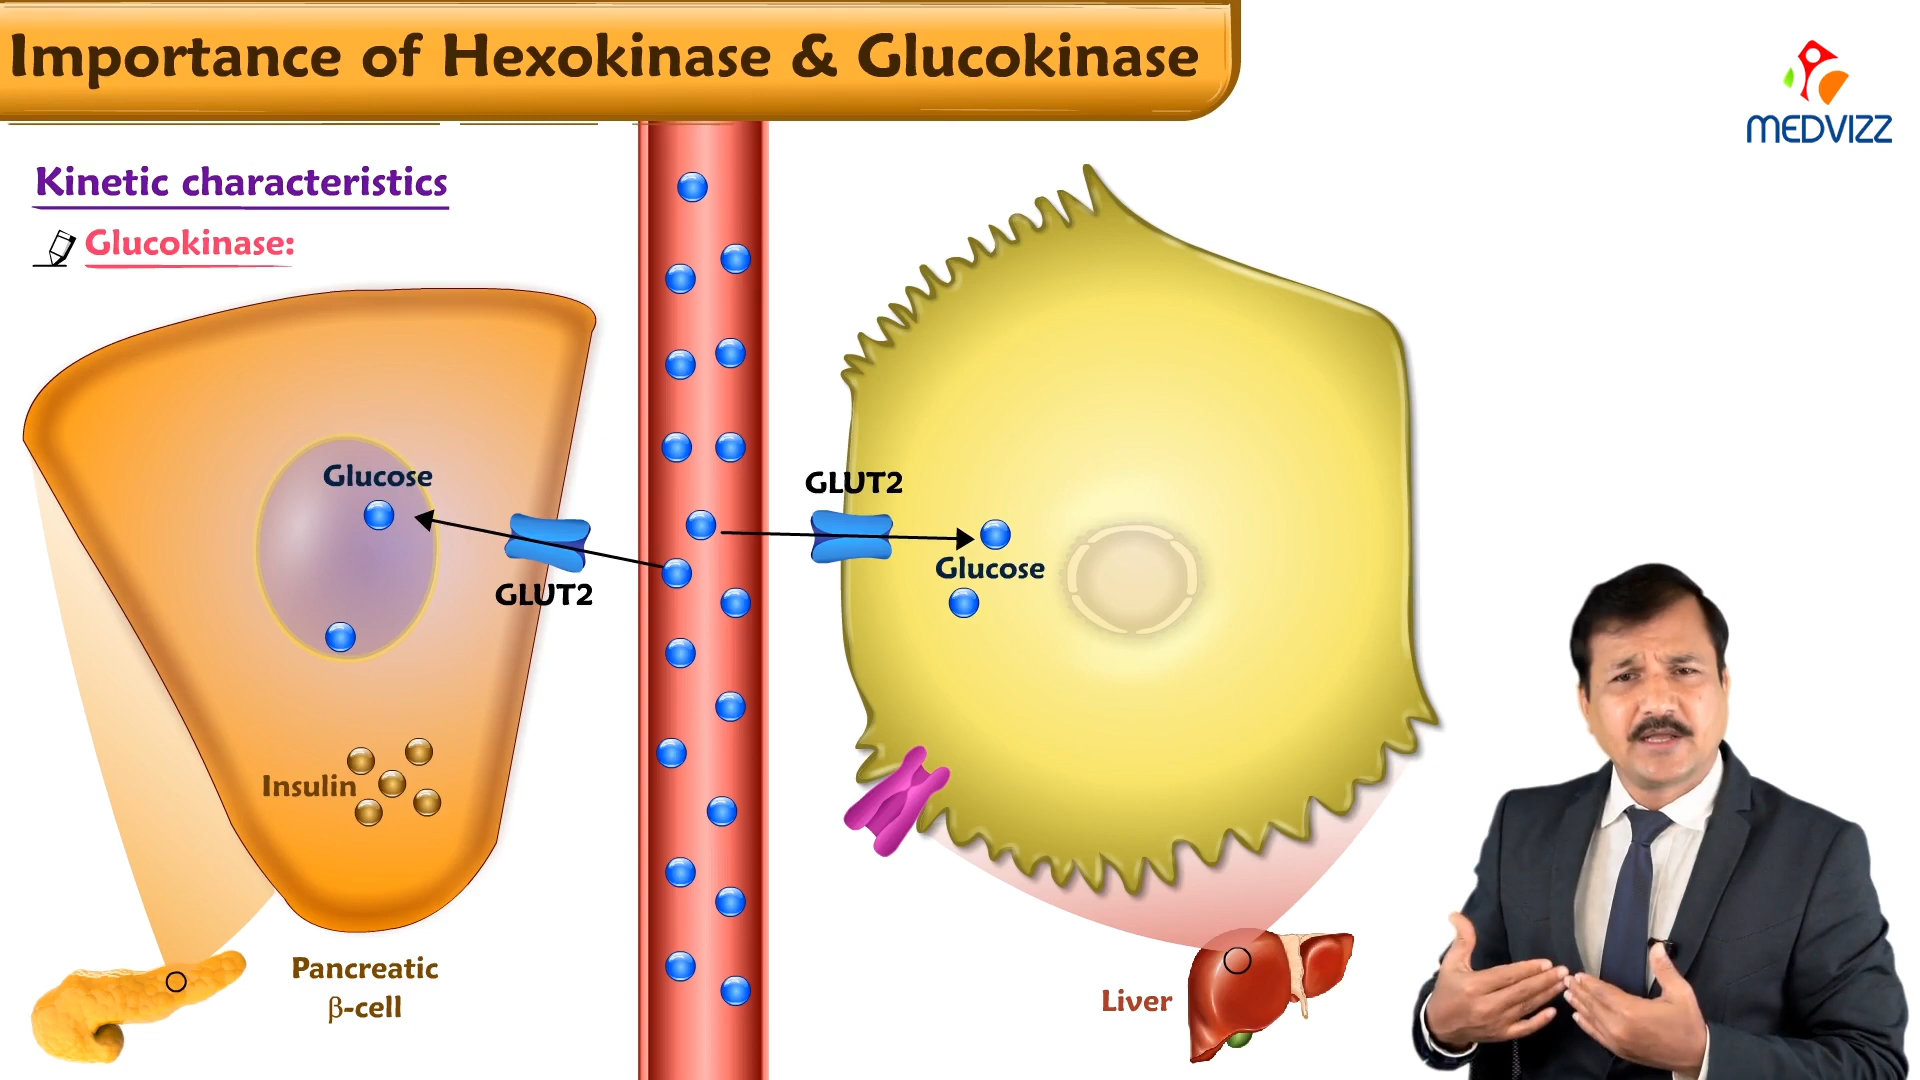 Importance of Hexokinase & Glucokinase
MEDVIZZ
Kinetic characteristics
Glucokinase:
Glucose
GLUT2
GLUT2
Glucose
Insulin
Pancreatic
β-cell
Liver